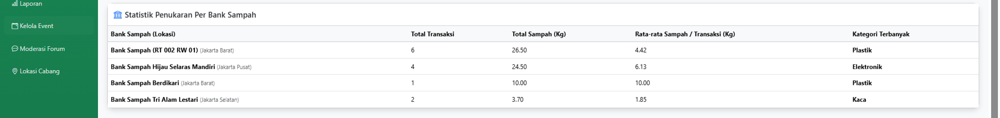 Laporan
Kelola Event
Moderasi Forum
Lokasi Cabang
Statistik Penukaran Per Bank Sampah
Bank Sampah (Lokasi) Total Transaksi Total Sampah (Kg) Rata-rata Sampah / Transaksi (Kg) Kategori Terbanyak
Bank Sampah (RT 002 RW 01) (Jakarta Barat) 6 26.50 4.42 Plastik
Bank Sampah Hijau Selaras Mandiri (Jakarta Pusat) 4 24.50 6.13 Elektronik
Bank Sampah Berdikari (Jakarta Barat) 1 10.00 10.00 Plastik
Bank Sampah Tri Alam Lestari (Jakarta Selatan) 2 3.70 1.85 Kaca